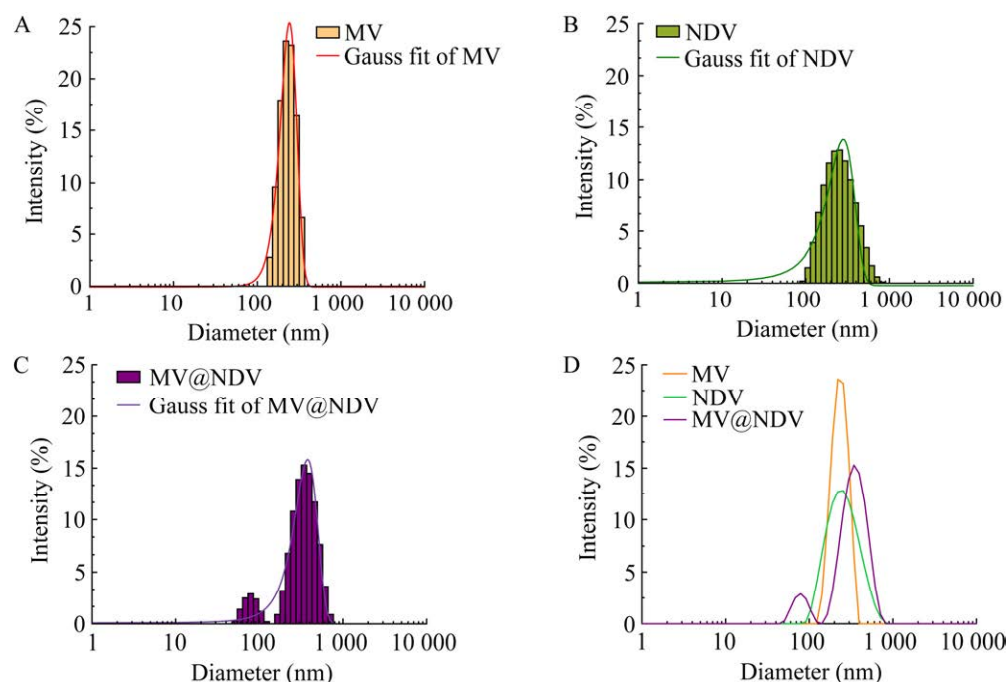 A
MV
Gauss fit of MV
Intensity (%)
25
20
15
10
5
0
1
10
100
1 000
10 000
Diameter (nm)
B
NDV
Gauss fit of NDV
Intensity (%)
25
20
15
10
5
0
1
10
100
1 000
10 000
Diameter (nm)
C
MV@NDV
Gauss fit of MV@NDV
Intensity (%)
25
20
15
10
5
0
1
10
100
1 000
10 000
Diameter (nm)
D
MV
NDV
MV@NDV
Intensity (%)
25
20
15
10
5
0
1
10
100
1 000
10 000
Diameter (nm)